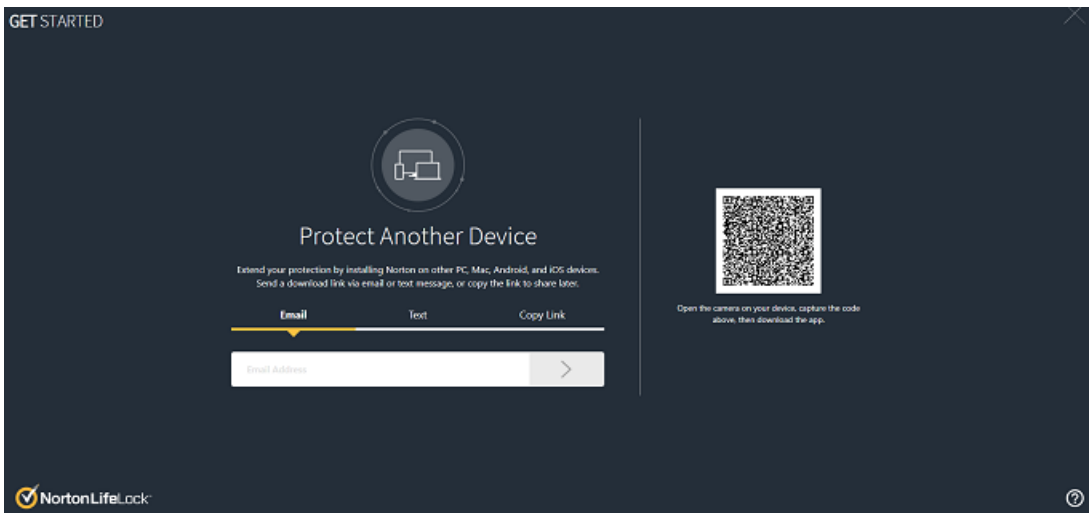 GET STARTED
Protect Another Device
Extend your protection by installing Norton on other PC, Mac, Android, and iOS devices.
Send a download link via email or text message, or copy the link to share later.
Email Text Copy Link
Email Address
Open the camera on your device, capture the code
above, then download the app.
NortonLifeLock
?